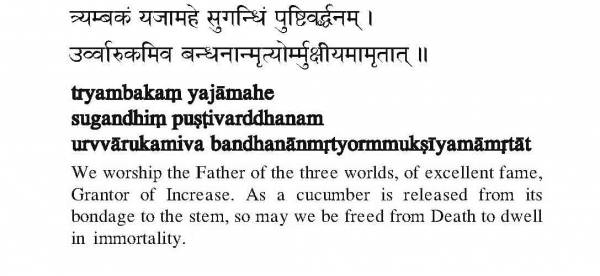 त्र्यम्बकं यजामहे सुगन्धिं पुष्टिवर्द्धनम् ।
उर्व्वारुकमिव बन्धनान्मृत्योर्म्मुक्षीयमामृतात् ॥
tryambakaṃ yajāmahe
sugandhiṃ puṣṭivarddhanam
urvvārukamiva bandhanānmṛtyormmukṣīyamāmṛtāt
We worship the Father of the three worlds, of excellent fame,
Grantor of Increase. As a cucumber is released from its
bondage to the stem, so may we be freed from Death to dwell
in immortality.